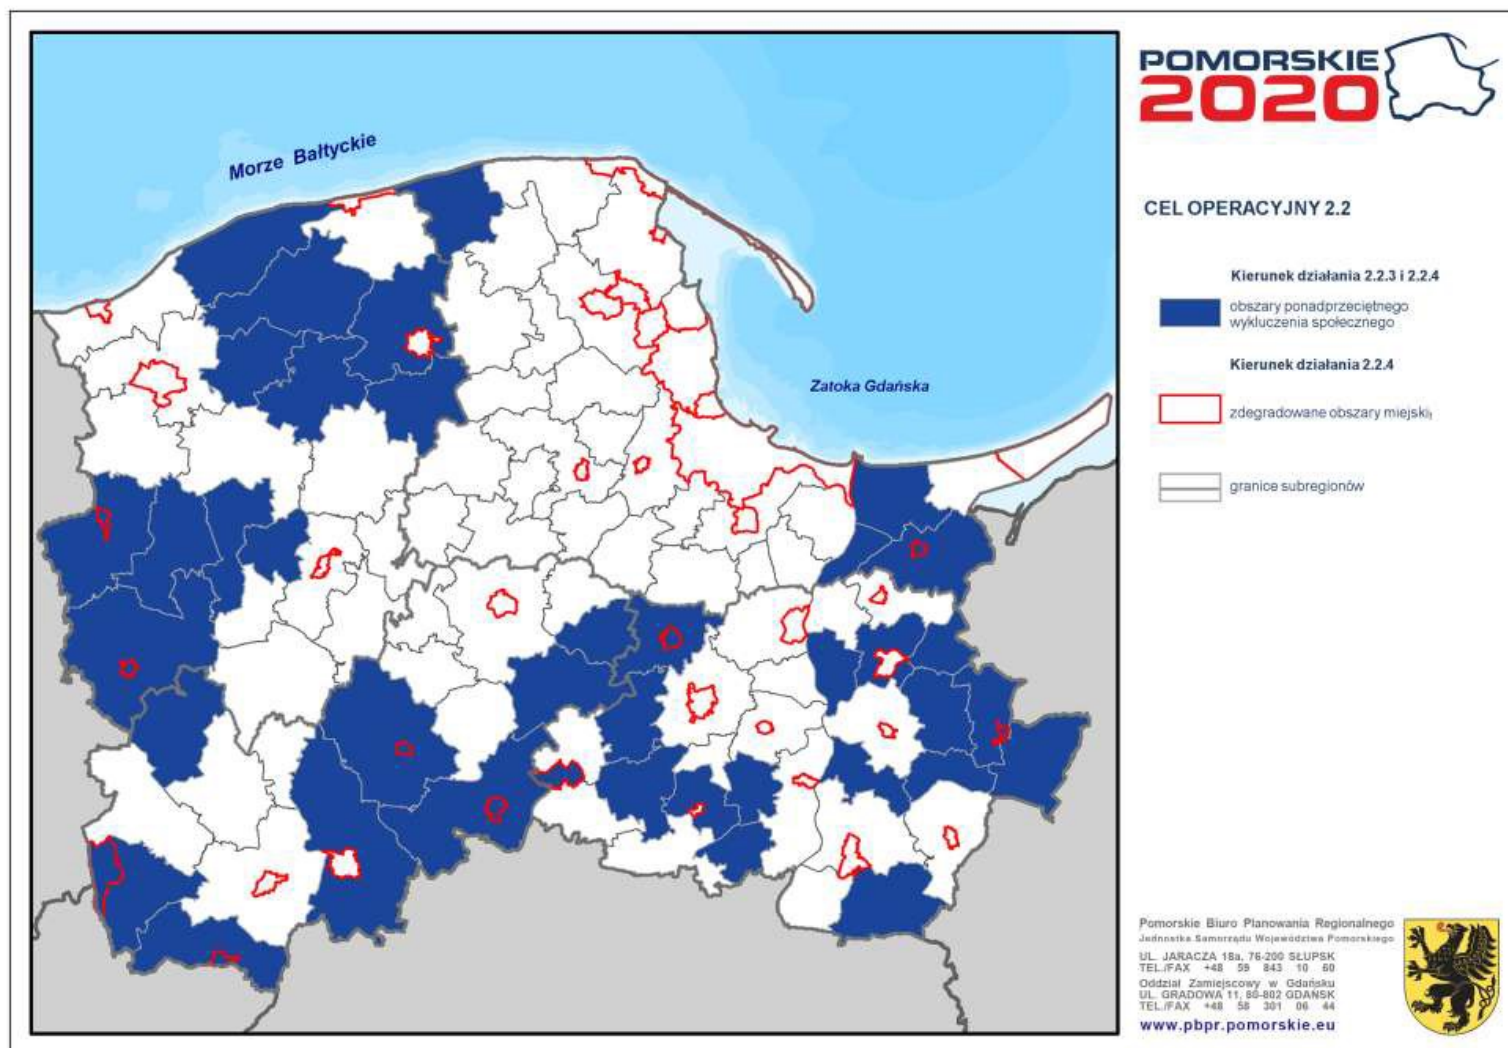 POMORSKIE
2020
Morze Bałtyckie
Zatoka Gdańska
CEL OPERACYJNY 2.2
Kierunek działania 2.2.3 i 2.2.4
obszary ponadprzeciętnego
wykluczenia społecznego
Kierunek działania 2.2.4
zdegradowane obszary miejski
granice subregionów
Pomorskie Biuro Planowania Regionalnego
Jednostka Samorządu Województwa Pomorskiego
UL. JARACZA 18a, 76-200 SŁUPSK
TEL./FAX +48 59 843 10 60
Oddział Zamiejscowy w Gdańsku
UL. GRADOWA 11, 80-802 GDAŃSK
TEL./FAX +48 58 301 06 44
www.pbpr.pomorskie.eu